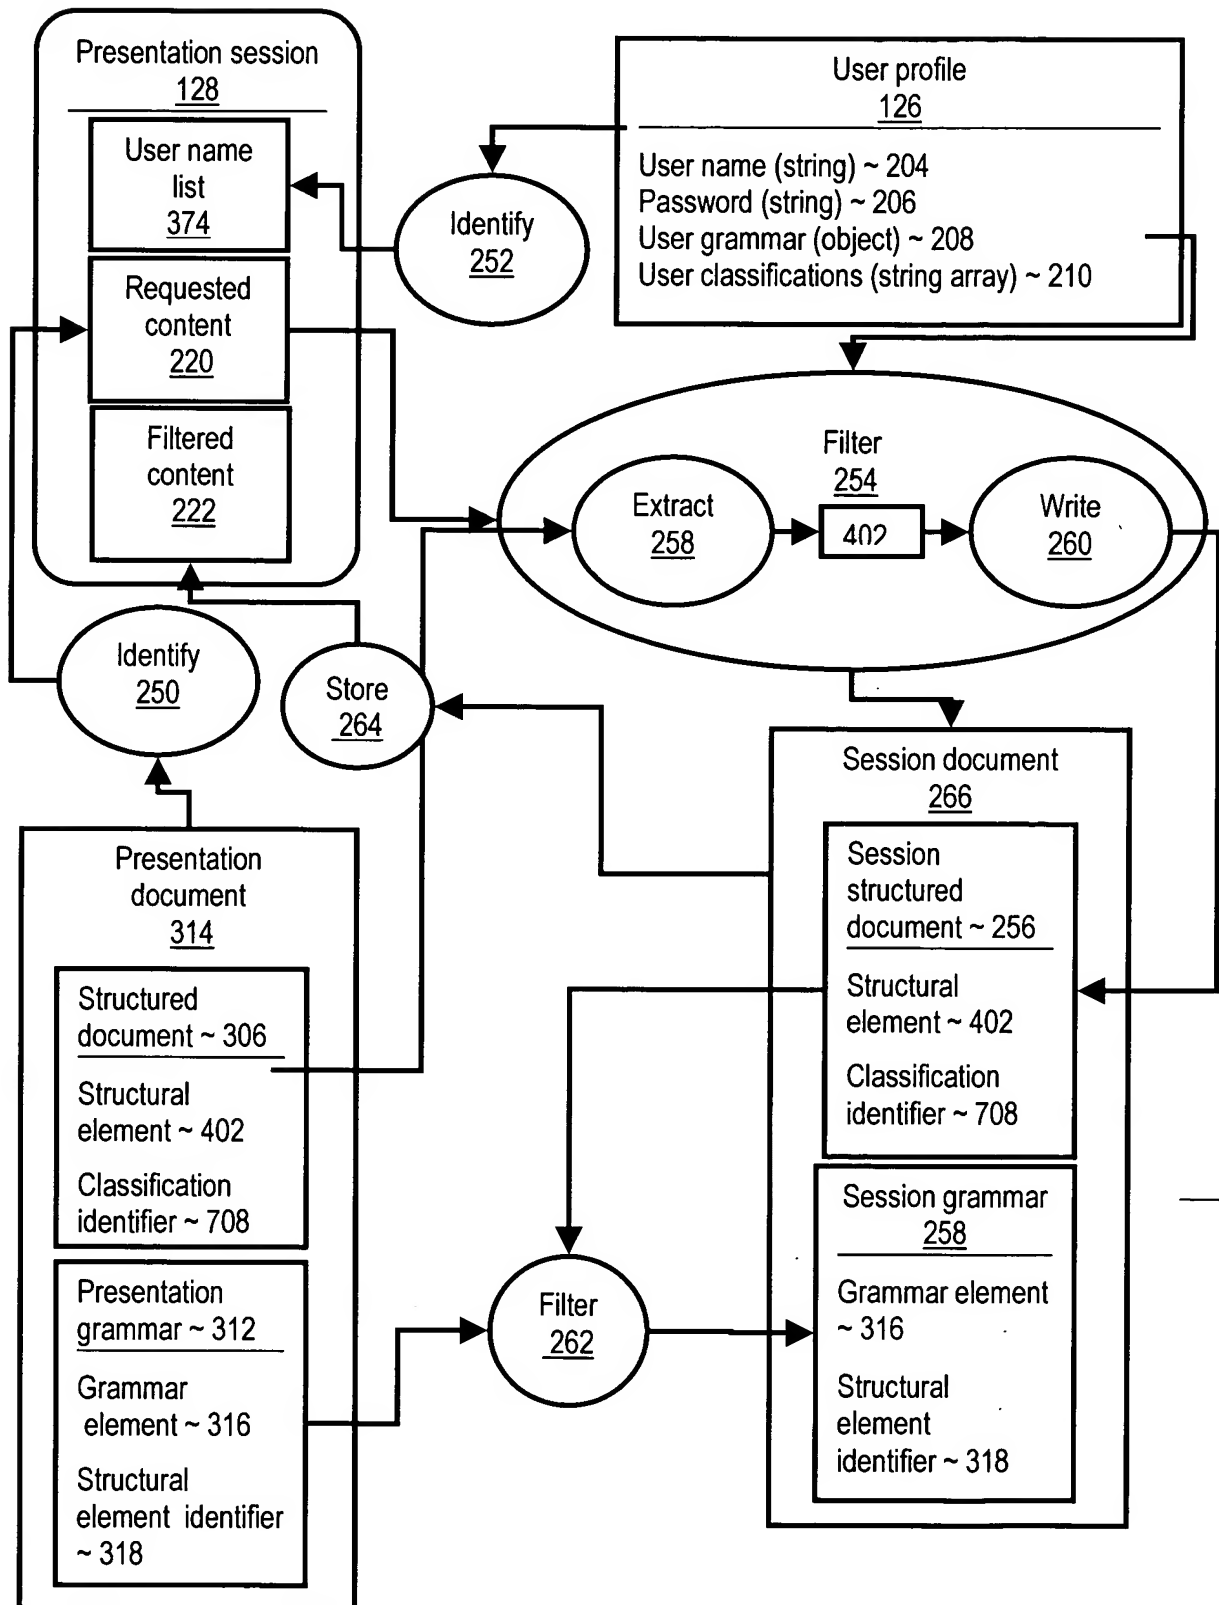 Presentation session
128
User name
list
374
Requested
content
220
Filtered
content
222
User profile
126
User name (string) ~ 204
Password (string) ~ 206
User grammar (object) ~ 208
User classifications (string array) ~ 210
Identify
252
Filter
254
Extract
258
402
Write
260
Identify
250
Store
264
Session document
266
Session
structured
document ~ 256
Structural
element ~ 402
Classification
identifier ~ 708
Session grammar
258
Grammar element
~ 316
Structural
element
identifier ~ 318
Presentation
document
314
Structured
document ~ 306
Structural
element ~ 402
Classification
identifier ~ 708
Presentation
grammar ~ 312
Grammar
element ~ 316
Structural
element identifier
~ 318
Filter
262